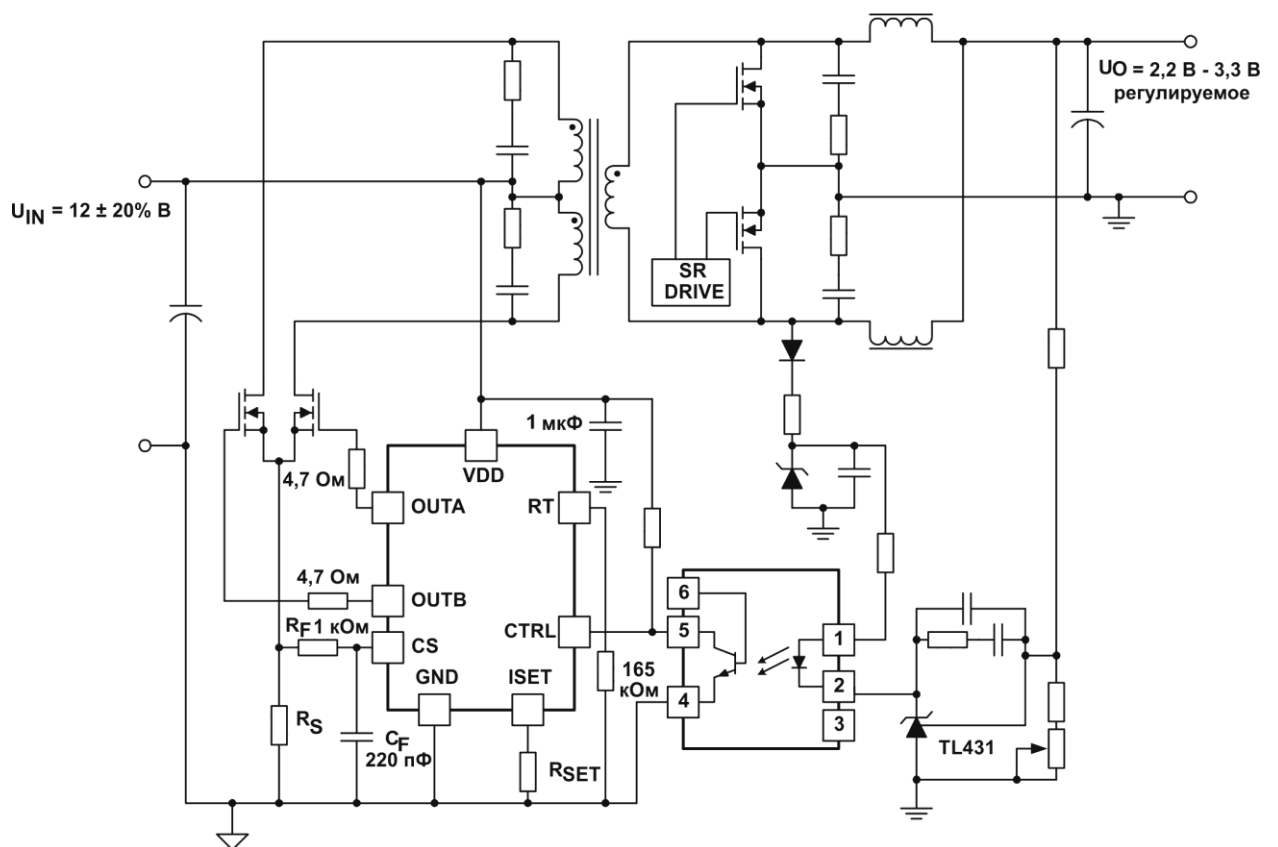 UO = 2,2 В - 3,3 В
регулируемое
UIN = 12 ± 20% В
SR
DRIVE
1 мкФ
4,7 Ом
VDD
OUTA
RT
4,7 Ом
OUTB
6
RF 1 кОм
CS
CTRL
5
1
GND
ISET
165
кОм
4
2
3
RS
CF
220 пФ
RSET
TL431